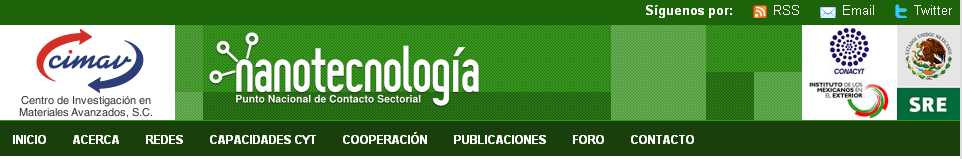 Síguenos por: RSS Email Twitter
cimav
Centro de Investigación en
Materiales Avanzados, S.C.
nanotecnología
Punto Nacional de Contacto Sectorial
CONACYT
INSTITUTO DE LOS
MEXICANOS EN
EL EXTERIOR
ESTADOS UNIDOS MEXICANOS
SRE
INICIO ACERCA REDES CAPACIDADES CYT COOPERACIÓN PUBLICACIONES FORO CONTACTO